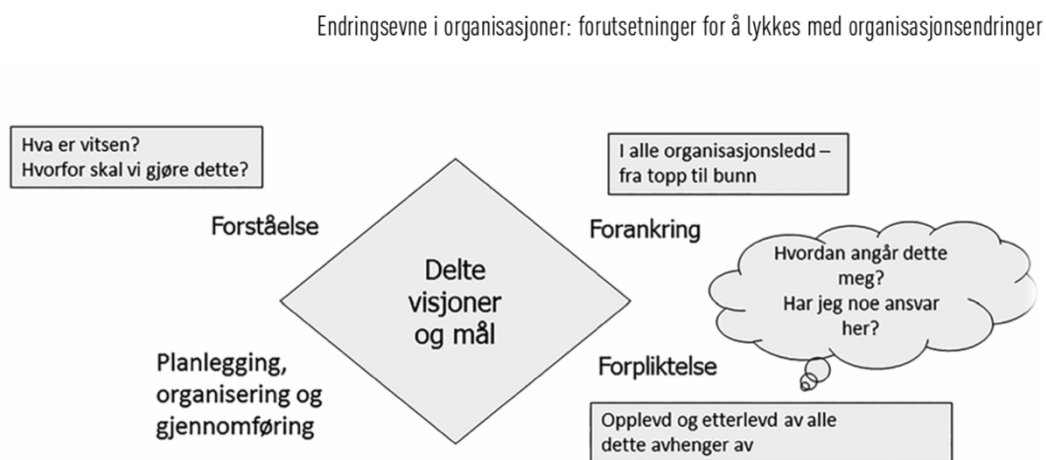 Endringsevne i organisasjoner: forutsetninger for å lykkes med organisasjonsendringer
Hva er vitsen?
Hvorfor skal vi gjøre dette?
I alle organisasjonsledd –
fra topp til bunn
Forståelse
Forankring
Delte
visjoner
og mål
Hvordan angår dette
meg?
Har jeg noe ansvar
her?
Planlegging,
organisering og
gjennomføring
Forpliktelse
Opplevd og etterlevd av alle
dette avhenger av